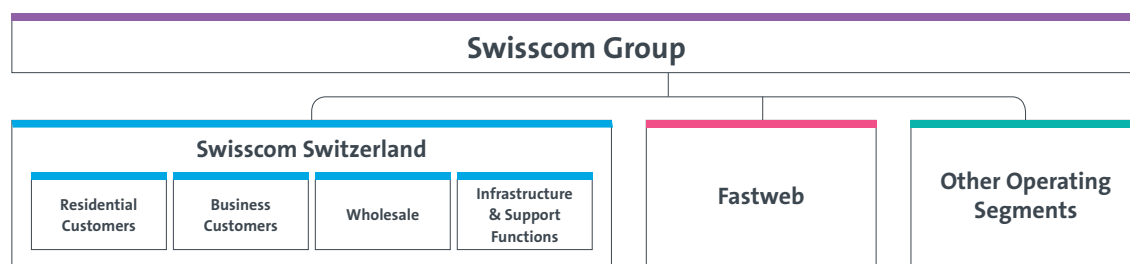 Swisscom Group
Swisscom Switzerland
Residential
Customers
Business
Customers
Wholesale
Infrastructure
& Support
Functions
Fastweb
Other Operating
Segments